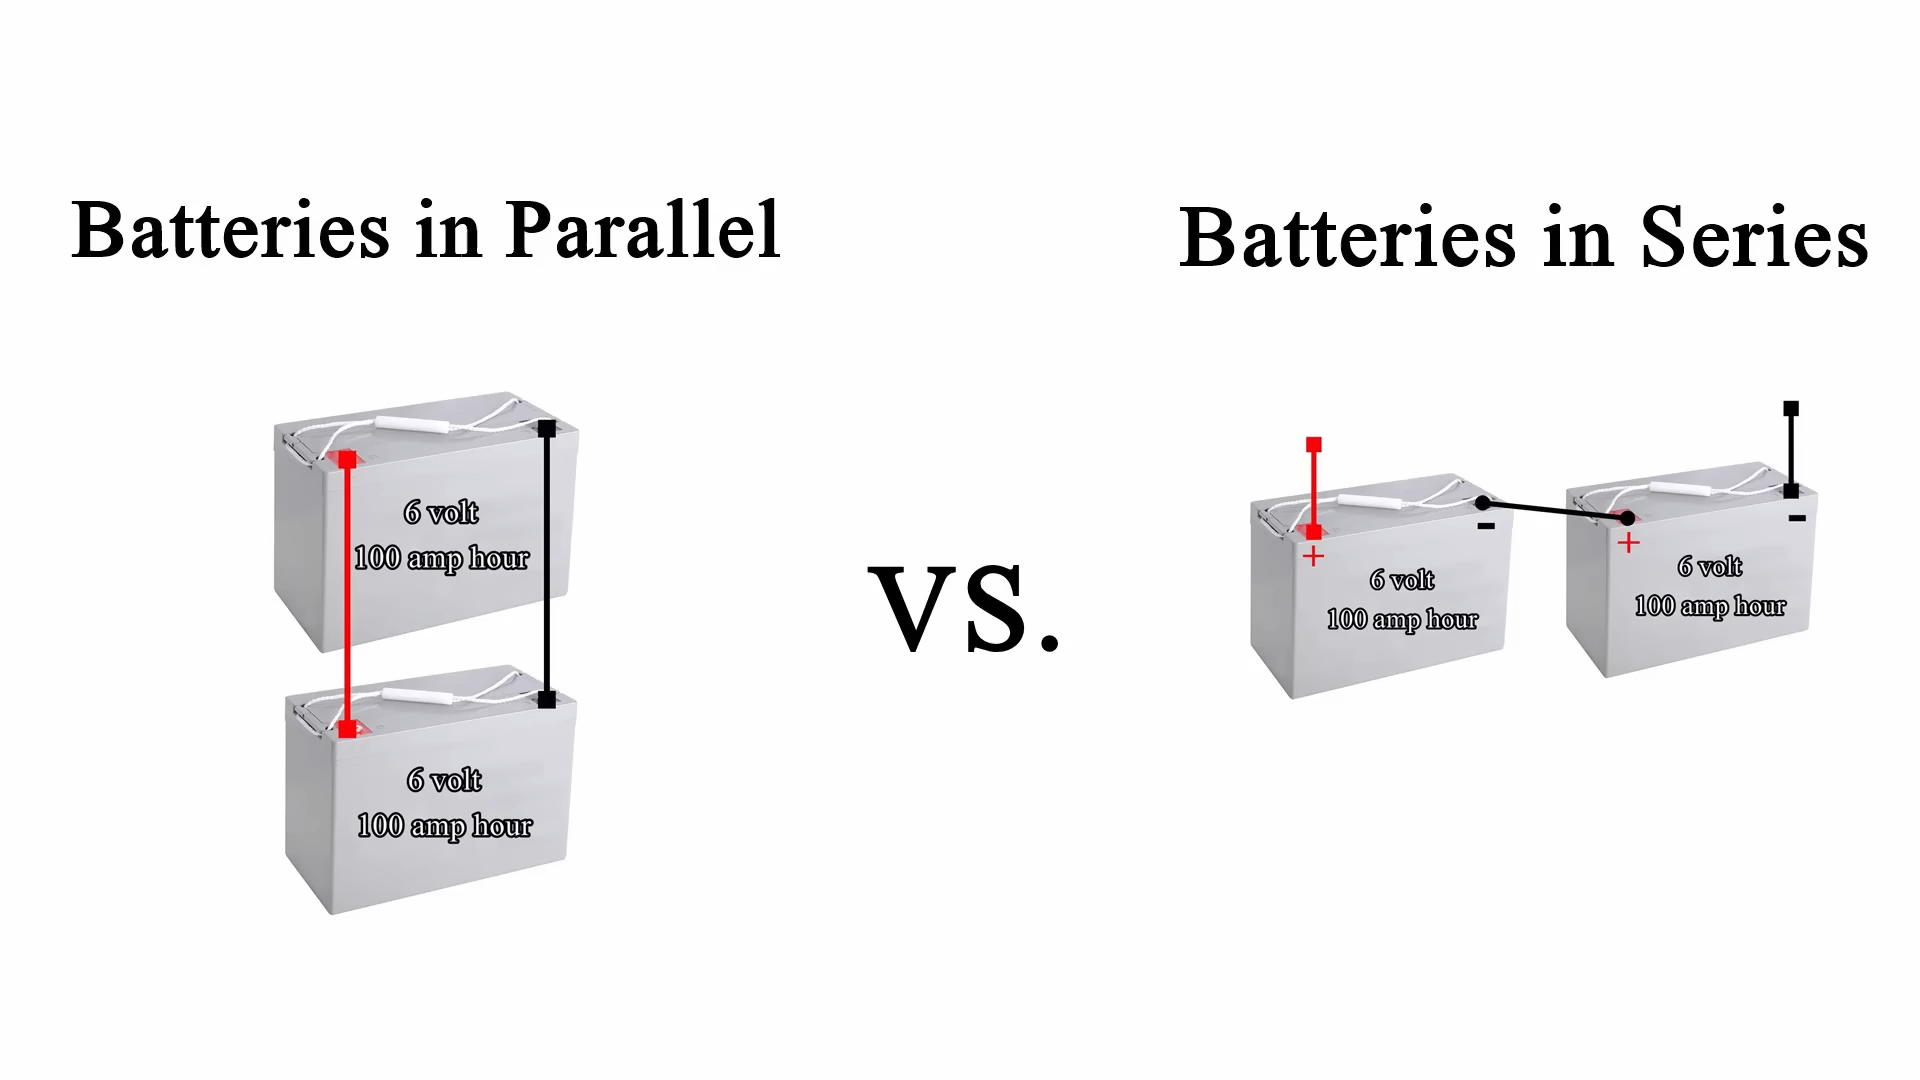 Batteries in Parallel
6 volt
100 amp hour
6 volt
100 amp hour
vs.
Batteries in Series
+
-
6 volt
100 amp hour
+
-
6 volt
100 amp hour